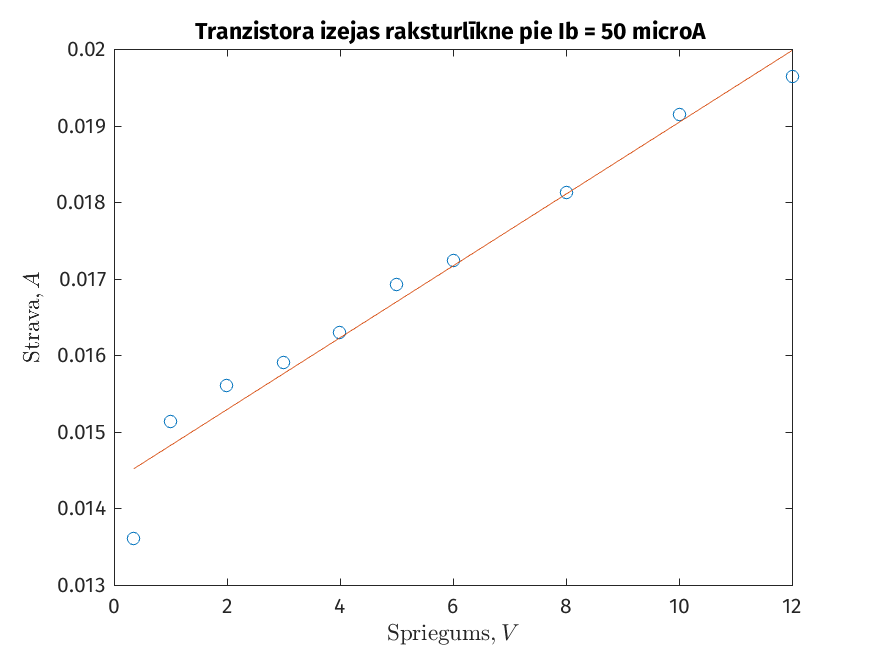 Tranzistora izejas raksturlīkne pie Ib = 50 microA
0.02
0.019
0.018
0.017
0.016
0.015
0.014
0.013
Strava, A
0 2 4 6 8 10 12
Spriegums, V